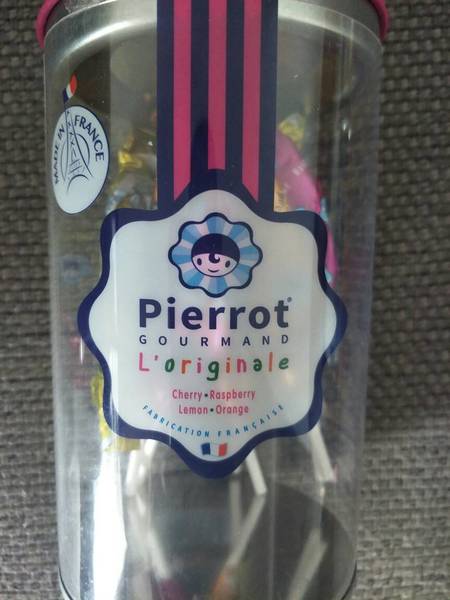 MADE IN FRANCE
Pierrot®
GOURMAND
L'originale
Cherry•Raspberry
Lemon•Orange
FABRICATION FRANÇAISE